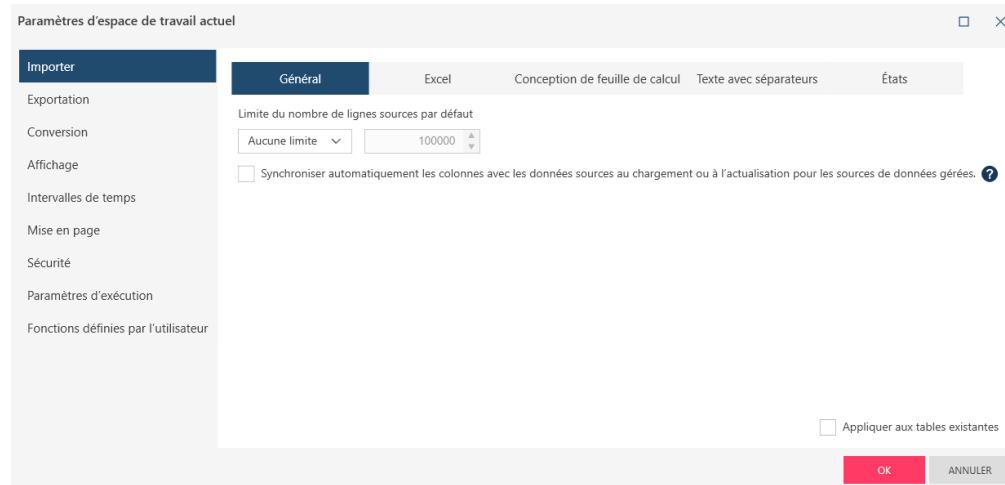 Paramètres d'espace de travail actuel
Importer
Exportation
Conversion
Affichage
Intervalles de temps
Mise en page
Sécurité
Paramètres d'exécution
Fonctions définies par l'utilisateur
Général Excel Conception de feuille de calcul Texte avec séparateurs États
Limite du nombre de lignes sources par défaut
Aucune limite 100000
Synchroniser automatiquement les colonnes avec les données sources au chargement ou à l'actualisation pour les sources de données gérées. ?
Appliquer aux tables existantes
OK ANNULER